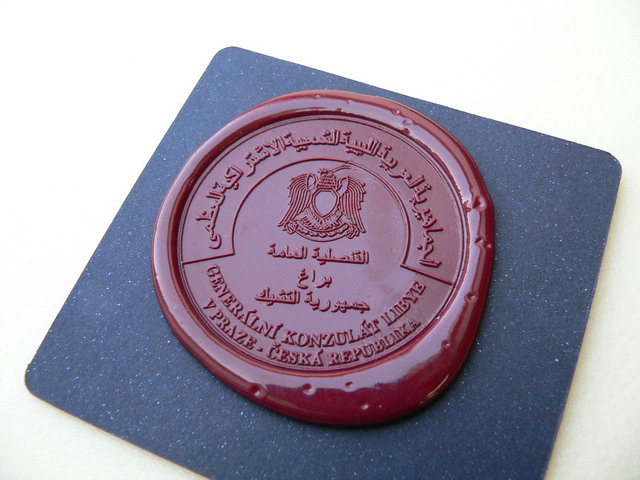 الجماهيرية العربية الليبية الشعبية الاشتراكية العظمى
القنصلية العامة
براغ
جمهورية التشيك
GENERÁLNÍ KONZULÁT LIBYE
V PRAZE - ČESKÁ REPUBLIKA